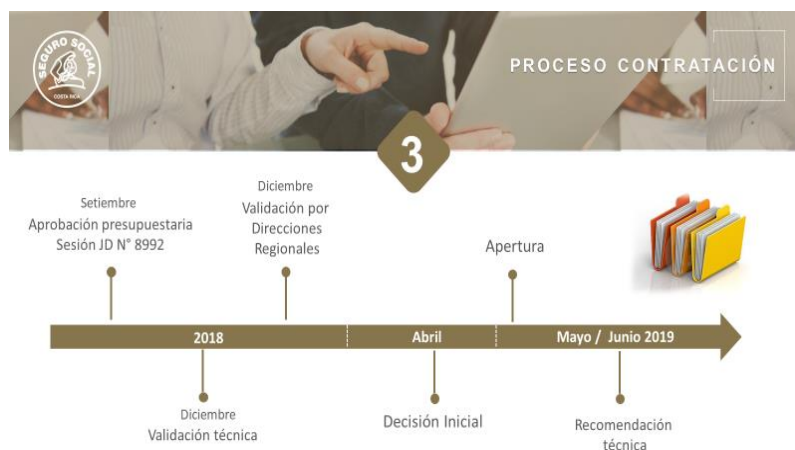 SEGURO SOCIAL
COSTA RICA
PROCESO CONTRATACIÓN
3
Setiembre
Aprobación presupuestaria
Sesión JD N° 8992
Diciembre
Validación por
Direcciones
Regionales
Apertura
2018
Abril
Mayo / Junio 2019
Diciembre
Validación técnica
Decisión Inicial
Recomendación
técnica